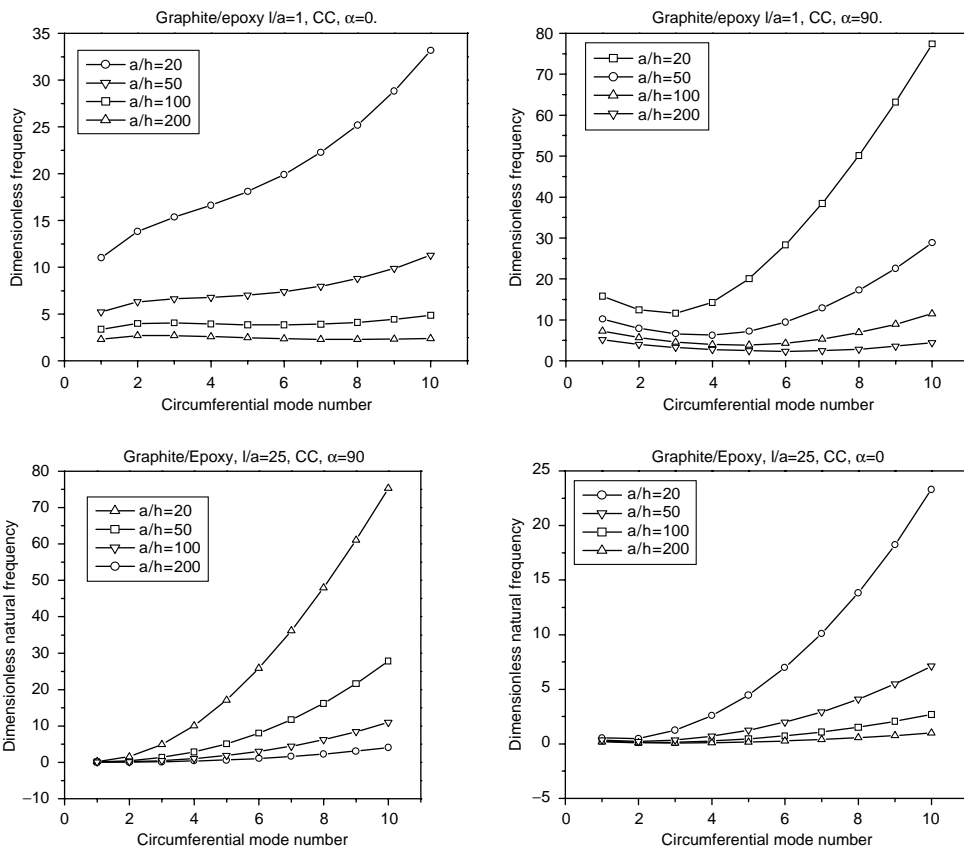 Graphite/epoxy l/a=1, CC, α=0.
35
30
25
20
15
10
5
0
Dimensionless frequency
a/h=20
a/h=50
a/h=100
a/h=200
0 2 4 6 8 10
Circumferential mode number
Graphite/epoxy l/a=1, CC, α=90.
80
70
60
50
40
30
20
10
0
Dimensionless frequency
a/h=20
a/h=50
a/h=100
a/h=200
0 2 4 6 8 10
Circumferential mode number
Graphite/Epoxy, l/a=25, CC, α=90
80
70
60
50
40
30
20
10
0
−10
Dimensionless natural frequency
a/h=20
a/h=50
a/h=100
a/h=200
0 2 4 6 8 10
Circumferential mode number
Graphite/Epoxy, l/a=25, CC, α=0
25
20
15
10
5
0
−5
Dimensionless natural frequency
a/h=20
a/h=50
a/h=100
a/h=200
0 2 4 6 8 10
Circumferential mode number